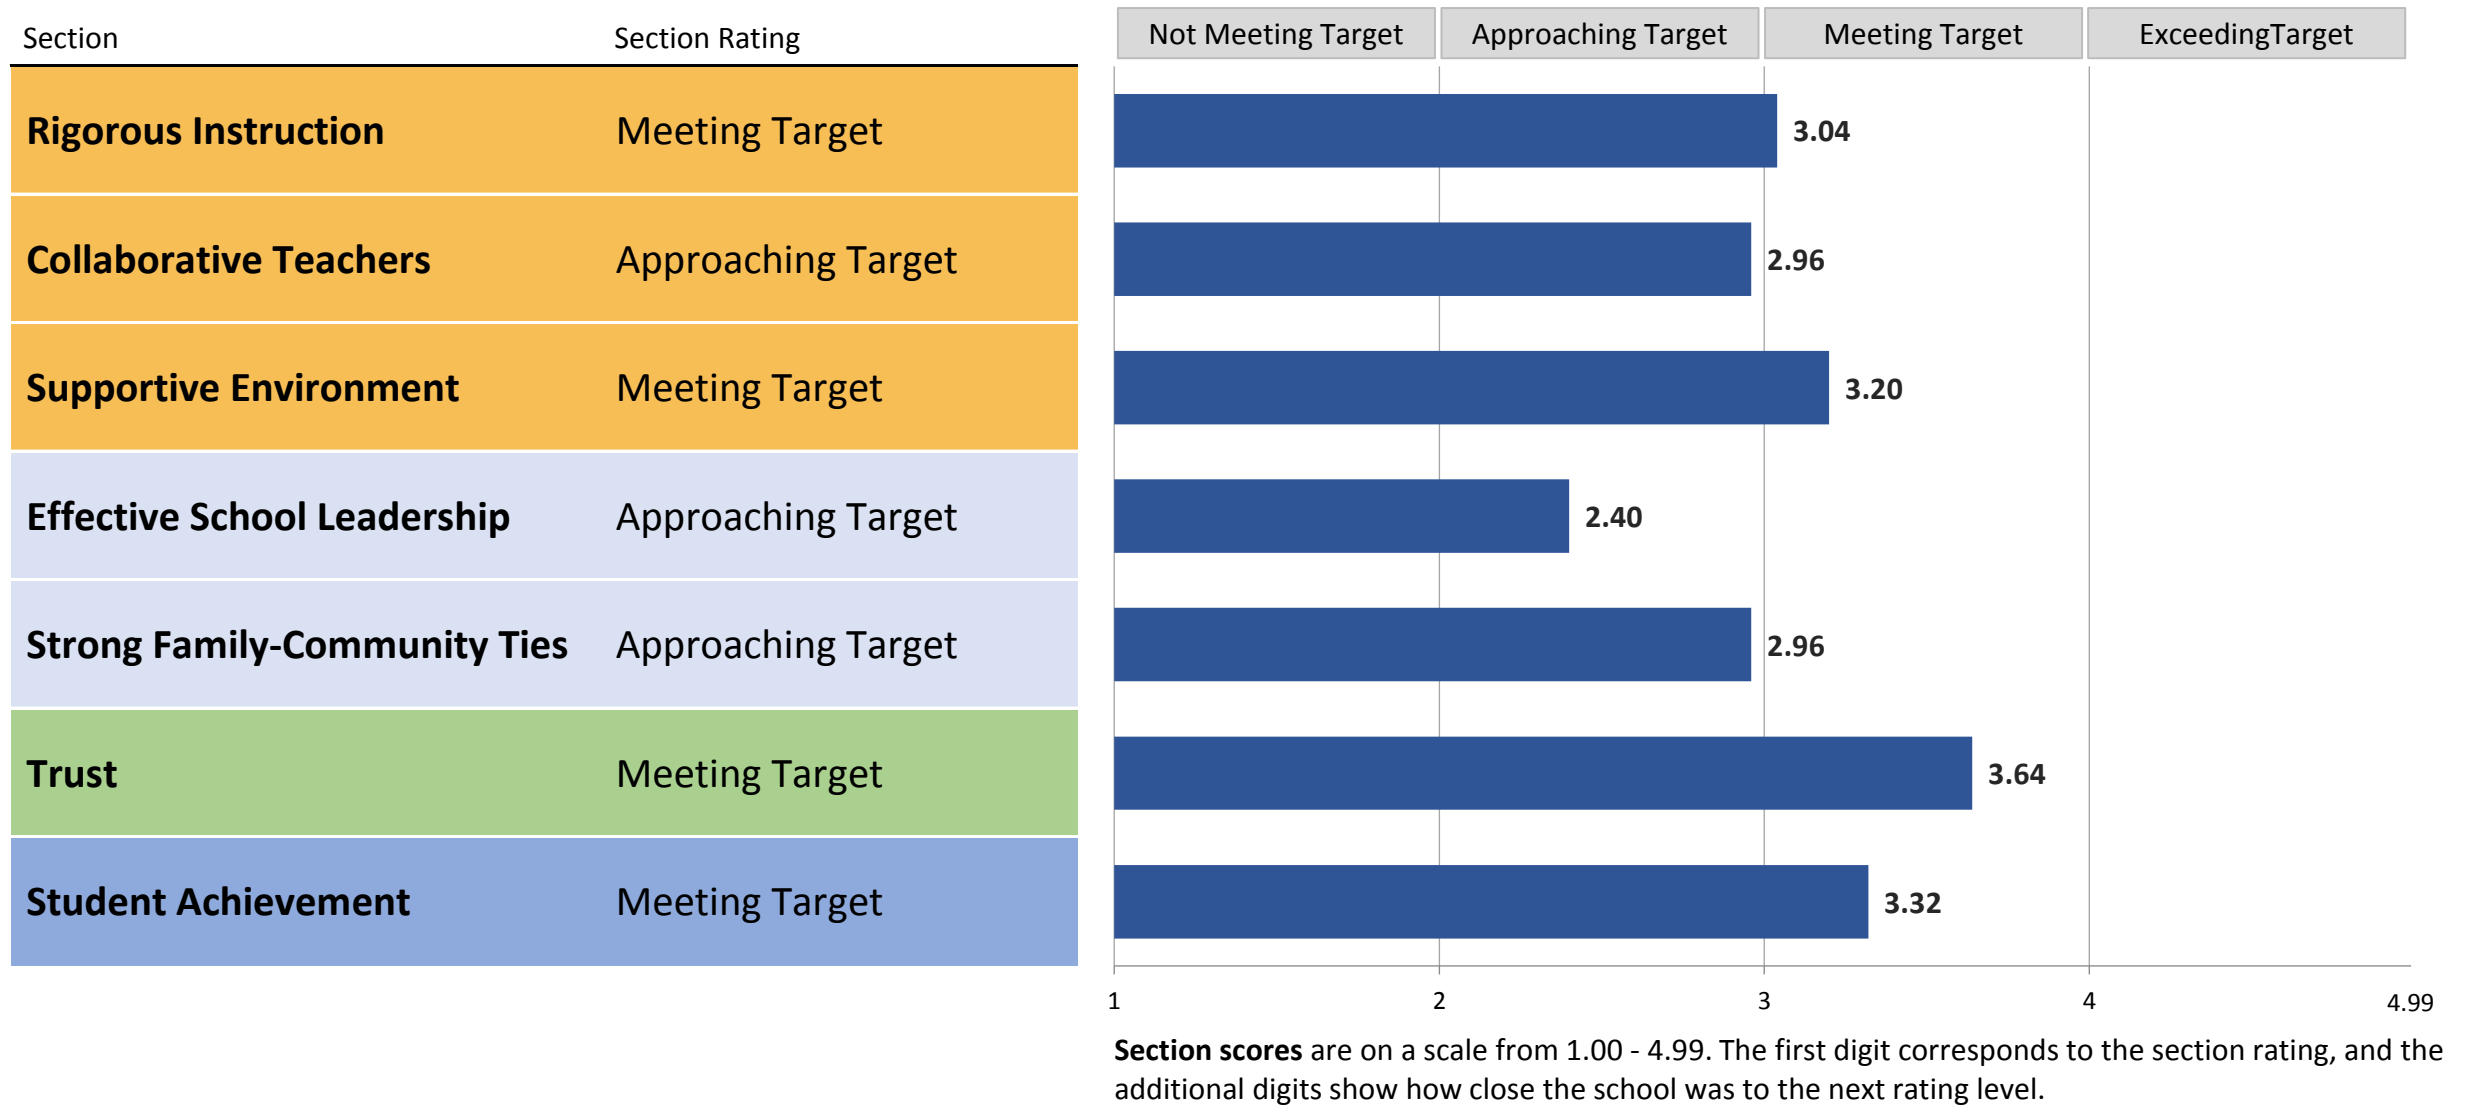 Section Section Rating Not Meeting Target Approaching Target Meeting Target ExceedingTarget
Rigorous Instruction Meeting Target 3.04
Collaborative Teachers Approaching Target 2.96
Supportive Environment Meeting Target 3.20
Effective School Leadership Approaching Target 2.40
Strong Family-Community Ties Approaching Target 2.96
Trust Meeting Target 3.64
Student Achievement Meeting Target 3.32
1 2 3 4 4.99
Section scores are on a scale from 1.00 - 4.99. The first digit corresponds to the section rating, and the
additional digits show how close the school was to the next rating level.